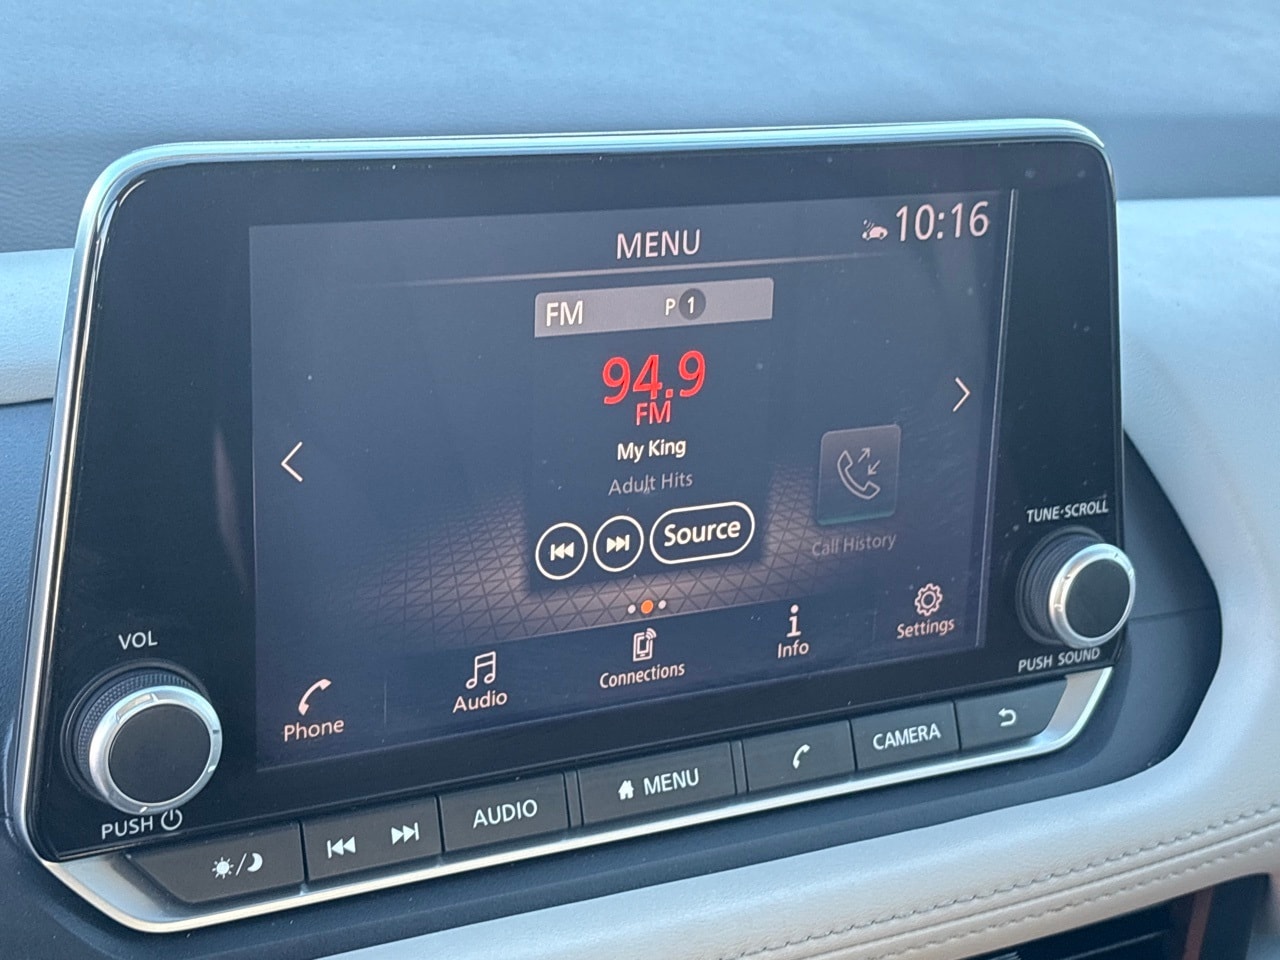 MENU
10:16
FM P 1
94.9
FM
My King
Adult Hits
Source
Call History
TUNE·SCROLL
PUSH SOUND
VOL
PUSH
Phone
Audio
Connections
Info
Settings
AUDIO
MENU
CAMERA